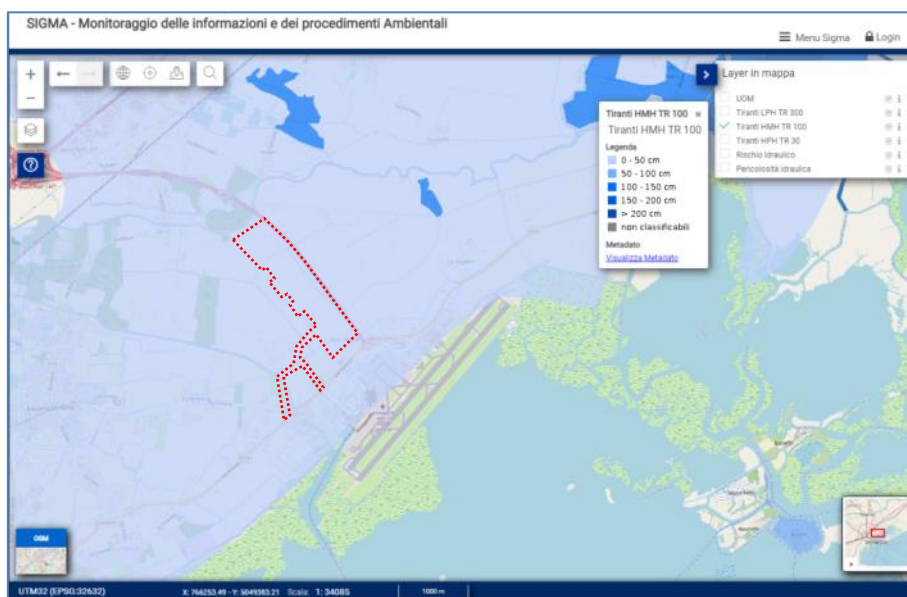 SIGMA - Monitoraggio delle informazioni e dei procedimenti Ambientali
Menu Sigma
Login
Layer in mappa
UOM
Tiranti LPH TR 300
Tiranti HMH TR 100
Tiranti HPH TR 30
Rischio Idraulico
Pericolosità idraulica
Tiranti HMH TR 100
Tiranti HMH TR 100
Legenda
0 - 50 cm
50 - 100 cm
100 - 150 cm
150 - 200 cm
> 200 cm
non classificabili
Metadato
Visualizza Metadato
OSM
UTM32 (EPSG:32632)
X: 766253.49 - Y: 5049383.21 Scala: 1: 34085
1000 m